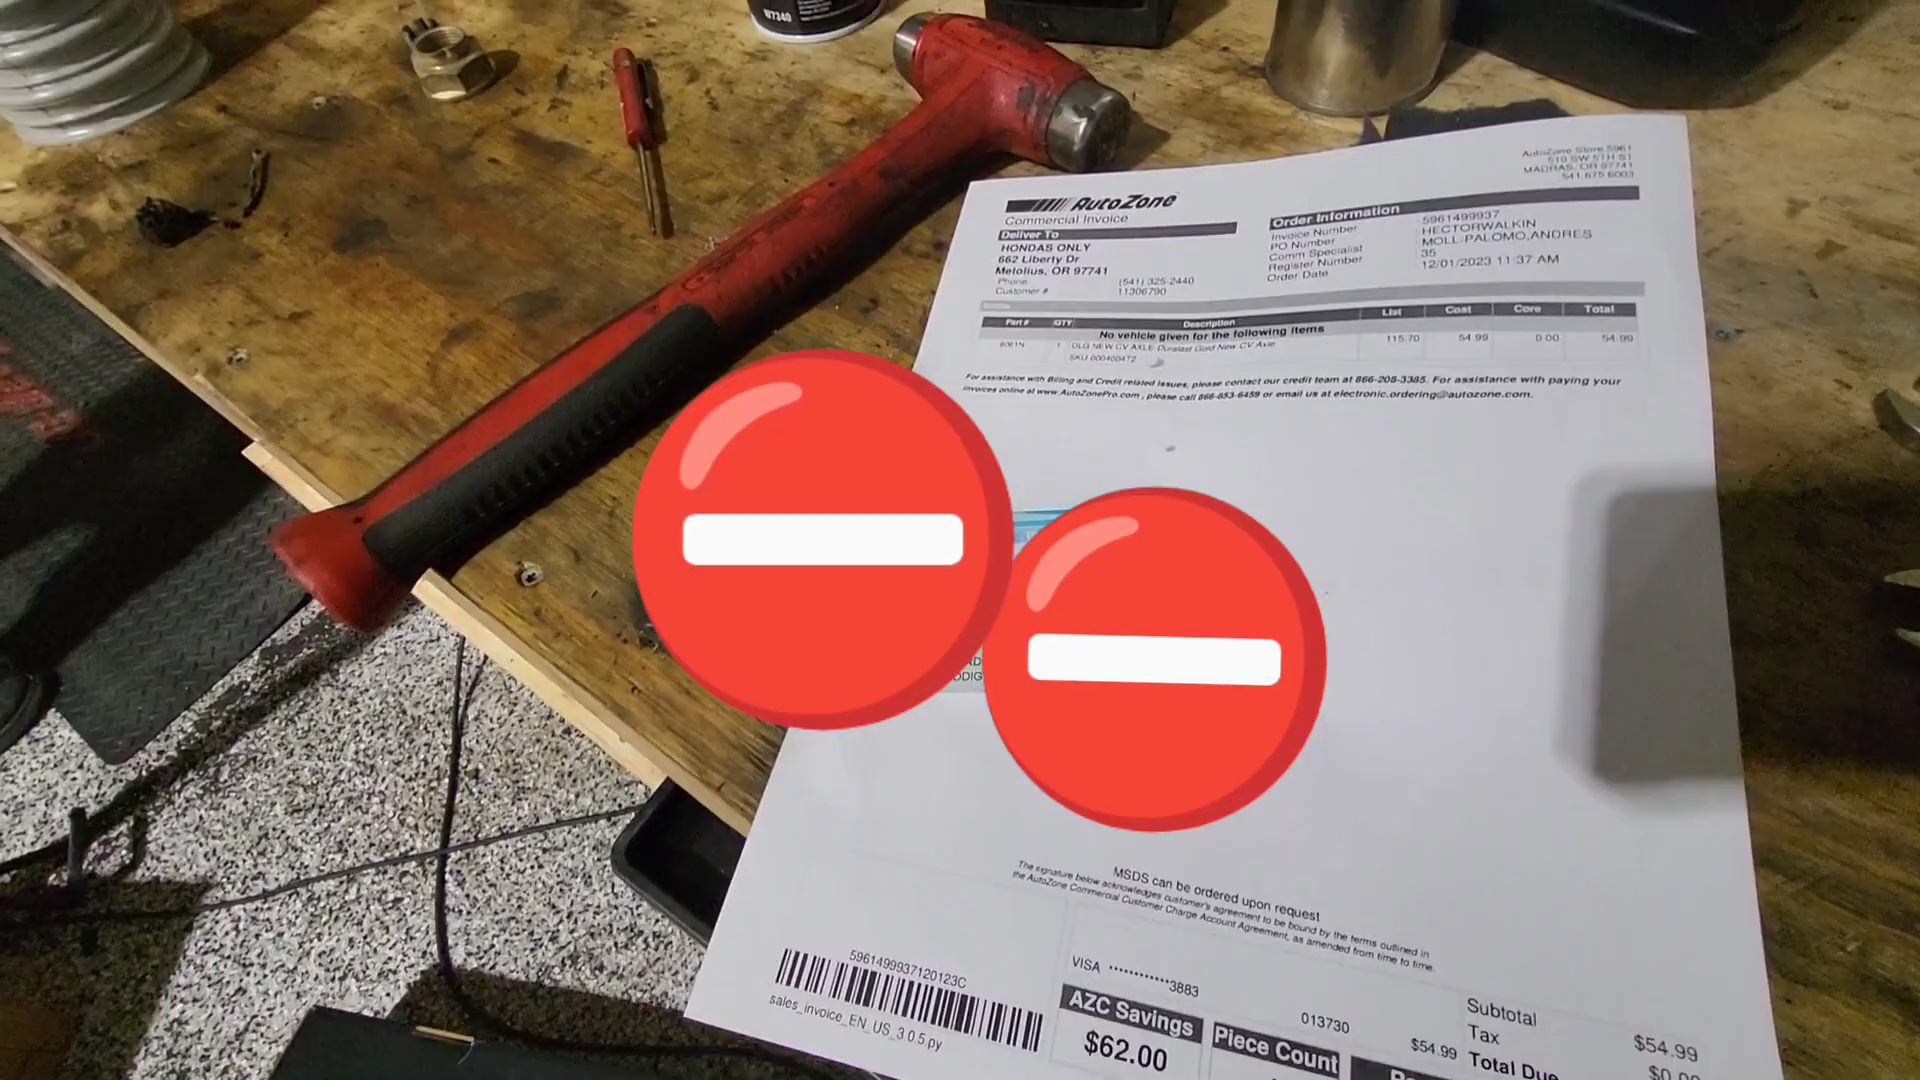 W7340
AutoZone Store 5961
510 SW 5TH ST
MADRAS, OR 97741
541 675 6003
AutoZone
Commercial Invoice
Deliver To
HONDAS ONLY
662 Liberty Dr
Metolius, OR 97741
Phone (541) 325-2440
Customer # 11306790
Order Information
Invoice Number 5961499937
PO Number HECTORWALKIN
Comm Specialist MOLL PALOMO,ANDRES
Register Number 35
Order Date 12/01/2023 11:37 AM
Part # QTY Description List Cost Core Total
No vehicle given for the following items
6061N 1 DLG NEW CV AXLE Duralast Gold New CV Axle 115.70 54.99 0.00 54.99
SKU 000400472
For assistance with Billing and Credit related issues, please contact our credit team at 866-208-3385. For assistance with paying your
invoices online at www.AutoZonePro.com , please call 866-853-6459 or email us at electronic.ordering@autozone.com.
MSDS can be ordered upon request
The signature below acknowledges customer's agreement to be bound by the terms outlined in
the AutoZone Commercial Customer Charge Account Agreement, as amended from time to time.
5961499937120123C
sales_invoice_EN_US_3.0.5.py
VISA ************3883 013730 $54.99
AZC Savings
$62.00
Piece Count
Subtotal $54.99
Tax
Total Due